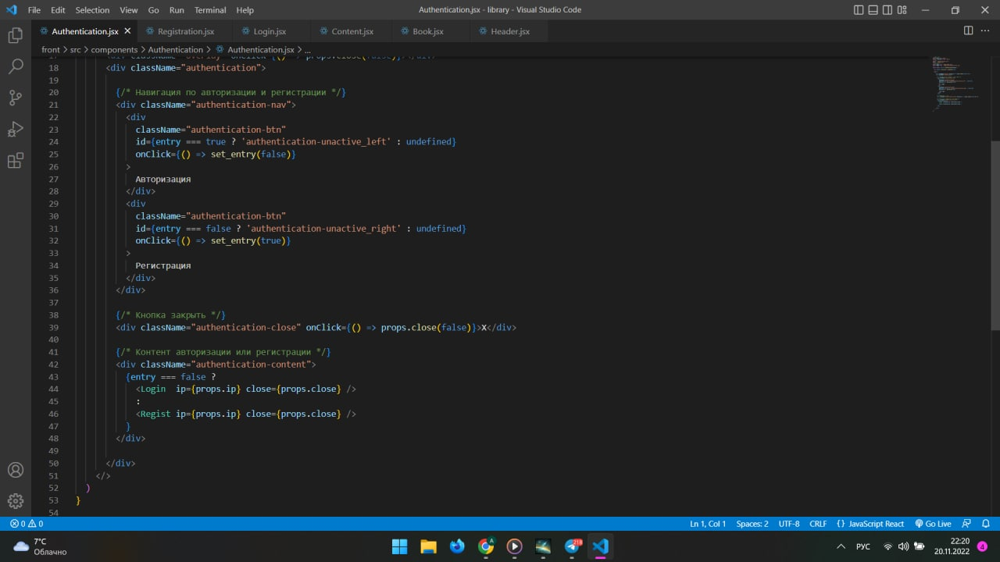 File Edit Selection View Go Run Terminal Help Authentication.jsx - library - Visual Studio Code
Authentication.jsx Registration.jsx Login.jsx Content.jsx Book.jsx Header.jsx
front > src > components > Authentication > Authentication.jsx > ...
18 <div className="authentication">
19
20 {/* Навигация по авторизации и регистрации */}
21 <div className="authentication-nav">
22 <div
23 className="authentication-btn"
24 id={entry === true ? 'authentication-unactive_left' : undefined}
25 onClick={() => set_entry(false)}
26 >
27 Авторизация
28 </div>
29 <div
30 className="authentication-btn"
31 id={entry === false ? 'authentication-unactive_right' : undefined}
32 onClick={() => set_entry(true)}
33 >
34 Регистрация
35 </div>
36 </div>
37
38 {/* Кнопка закрыть */}
39 <div className="authentication-close" onClick={() => props.close(false)}>X</div>
40
41 {/* Контент авторизации или регистрации */}
42 <div className="authentication-content">
43 {entry === false ?
44 <Login  ip={props.ip} close={props.close} />
45 :
46 <Regist ip={props.ip} close={props.close} />
47 }
48 </div>
49
50 </div>
51 </>
52 )
53 }
54
0 0 Ln 1, Col 1 Spaces: 2 UTF-8 CRLF {} JavaScript React Go Live
7°C
Облачно
218
РУС
22:20
20.11.2022
4